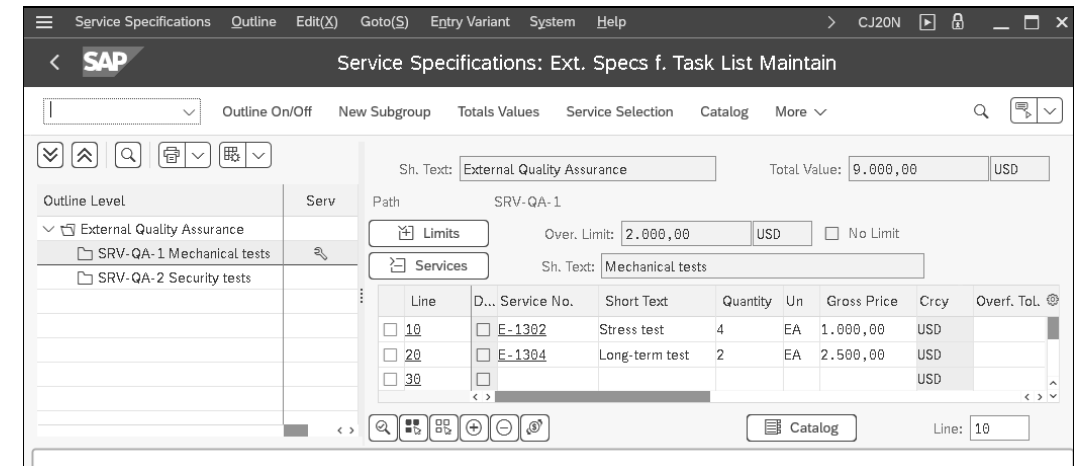 Service Specifications Outline Edit(X) Goto(S) Entry Variant System Help CJ20N
SAP Service Specifications: Ext. Specs f. Task List Maintain
Outline On/Off New Subgroup Totals Values Service Selection Catalog More
Sh. Text: External Quality Assurance Total Value: 9.000,00 USD
Outline Level Serv
Path SRV-QA-1
External Quality Assurance
Limits Over. Limit: 2.000,00 USD No Limit
SRV-QA-1 Mechanical tests
Services Sh. Text: Mechanical tests
SRV-QA-2 Security tests
Line D... Service No. Short Text Quantity Un Gross Price Crcy Overf. Tol.
10 E-1302 Stress test 4 EA 1.000,00 USD
20 E-1304 Long-term test 2 EA 2.500,00 USD
30 USD
Catalog Line: 10